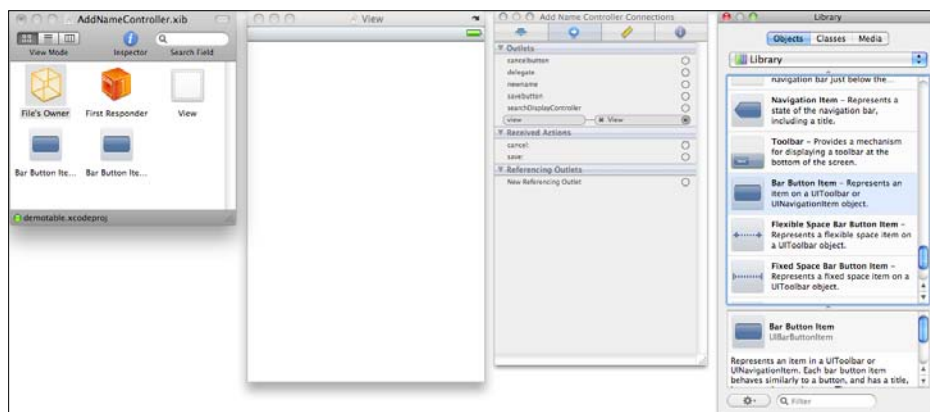 AddNameController.xib
View Mode
Inspector
Search Field
File's Owner
First Responder
View
Bar Button Ite...
Bar Button Ite...
demotable.xcodeproj
View
Add Name Controller Connections
Outlets
cancelbutton
delegate
newname
savebutton
searchDisplayController
view
View
Received Actions
cancel:
save:
Referencing Outlets
New Referencing Outlet
Library
Objects
Classes
Media
Library
navigation bar just below the...
Navigation Item – Represents a
state of the navigation bar,
including a title.
Toolbar – Provides a mechanism
for displaying a toolbar at the
bottom of the screen.
Bar Button Item – Represents an
item on a UIToolbar or
UINavigationItem object.
Flexible Space Bar Button Item –
Represents a flexible space item on
a UIToolbar object.
Fixed Space Bar Button Item –
Represents a fixed space item on a
UIToolbar object.
Bar Button Item
UIBarButtonItem
Represents an item in a UIToolbar or
UINavigationItem. Each bar button item
behaves similarly to a button, and has a title,
Filter